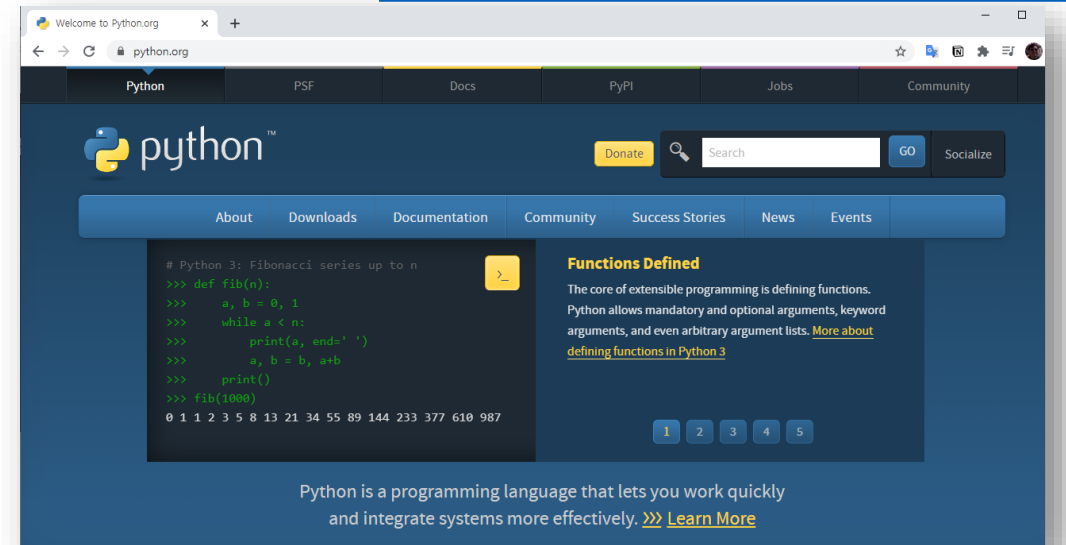 Welcome to Python.org
python.org
Python PSF Docs PyPI Jobs Community
python™
Donate Search GO Socialize
About Downloads Documentation Community Success Stories News Events
# Python 3: Fibonacci series up to n
>>> def fib(n):
>>>     a, b = 0, 1
>>>     while a < n:
>>>         print(a, end=' ')
>>>         a, b = b, a+b
>>>     print()
>>> fib(1000)
0 1 1 2 3 5 8 13 21 34 55 89 144 233 377 610 987
>_
Functions Defined
The core of extensible programming is defining functions.
Python allows mandatory and optional arguments, keyword
arguments, and even arbitrary argument lists. More about
defining functions in Python 3
1 2 3 4 5
Python is a programming language that lets you work quickly
and integrate systems more effectively. >>> Learn More